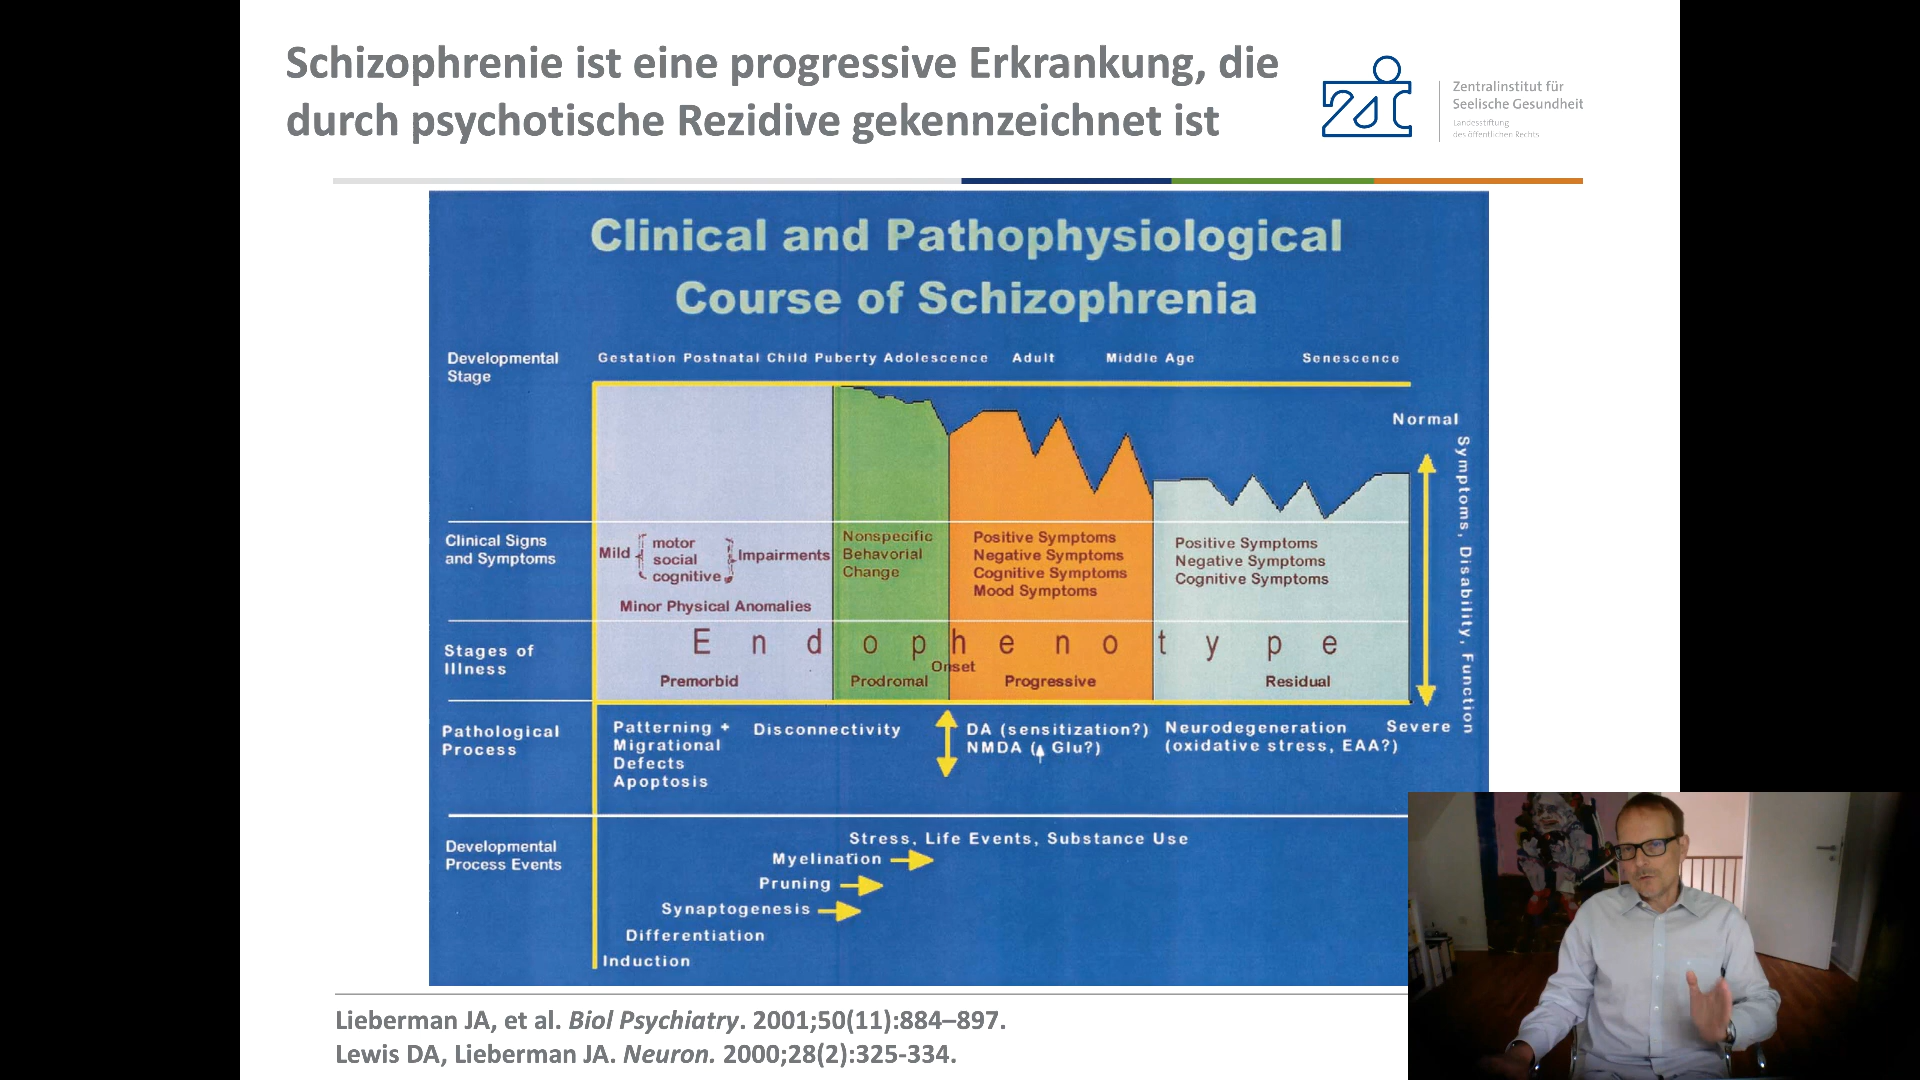 Schizophrenie ist eine progressive Erkrankung, die
durch psychotische Rezidive gekennzeichnet ist
Zentralinstitut für
Seelische Gesundheit
Landesstiftung
des öffentlichen Rechts
Clinical and Pathophysiological
Course of Schizophrenia
Developmental
Stage
Gestation Postnatal Child Puberty Adolescence Adult Middle Age Senescence
Normal
Symptoms, Disability, Function
Severe
Clinical Signs
and Symptoms
Mild
motor
social
cognitive
Impairments
Minor Physical Anomalies
Nonspecific
Behavorial
Change
Positive Symptoms
Negative Symptoms
Cognitive Symptoms
Mood Symptoms
Positive Symptoms
Negative Symptoms
Cognitive Symptoms
Stages of
Illness
Endophenotype
Onset
Premorbid
Prodromal
Progressive
Residual
Pathological
Process
Patterning +
Migrational
Defects
Apoptosis
Disconnectivity
DA (sensitization?)
NMDA (↑ Glu?)
Neurodegeneration
(oxidative stress, EAA?)
Developmental
Process Events
Stress, Life Events, Substance Use
Myelination
Pruning
Synaptogenesis
Differentiation
Induction
Lieberman JA, et al. Biol Psychiatry. 2001;50(11):884–897.
Lewis DA, Lieberman JA. Neuron. 2000;28(2):325-334.